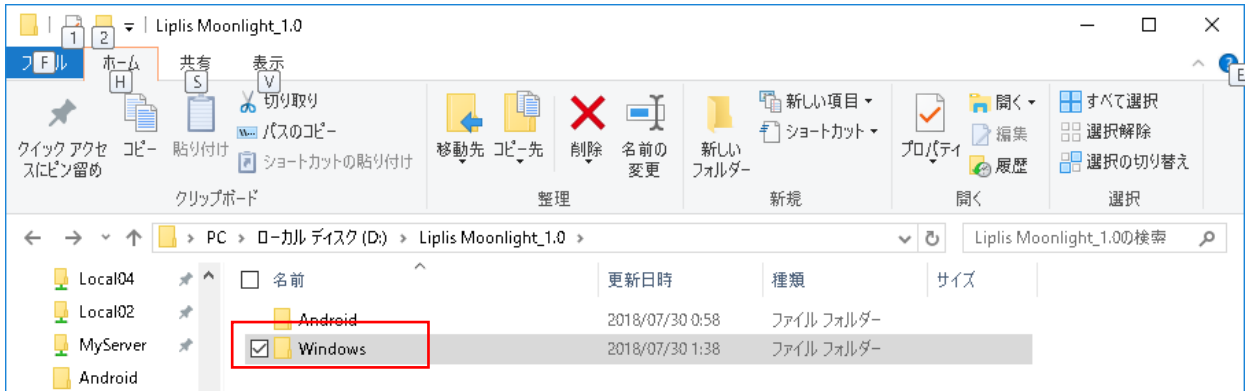 Liplis Moonlight_1.0
1 2
フ F ル ホーム 共有 表示
H S V E
クイック アクセスにピン留め
コピー
貼り付け
切り取り
パスのコピー
ショートカットの貼り付け
クリップボード
移動先
コピー先
削除
名前の
変更
整理
新しい
フォルダー
新しい項目
ショートカット
新規
プロパティ
開く
編集
履歴
開く
すべて選択
選択解除
選択の切り替え
選択
PC › ローカル ディスク (D:) › Liplis Moonlight_1.0 ›
Liplis Moonlight_1.0の検索
Local04
Local02
MyServer
Android
名前 更新日時 種類 サイズ
Android 2018/07/30 0:58 ファイル フォルダー
Windows 2018/07/30 1:38 ファイル フォルダー